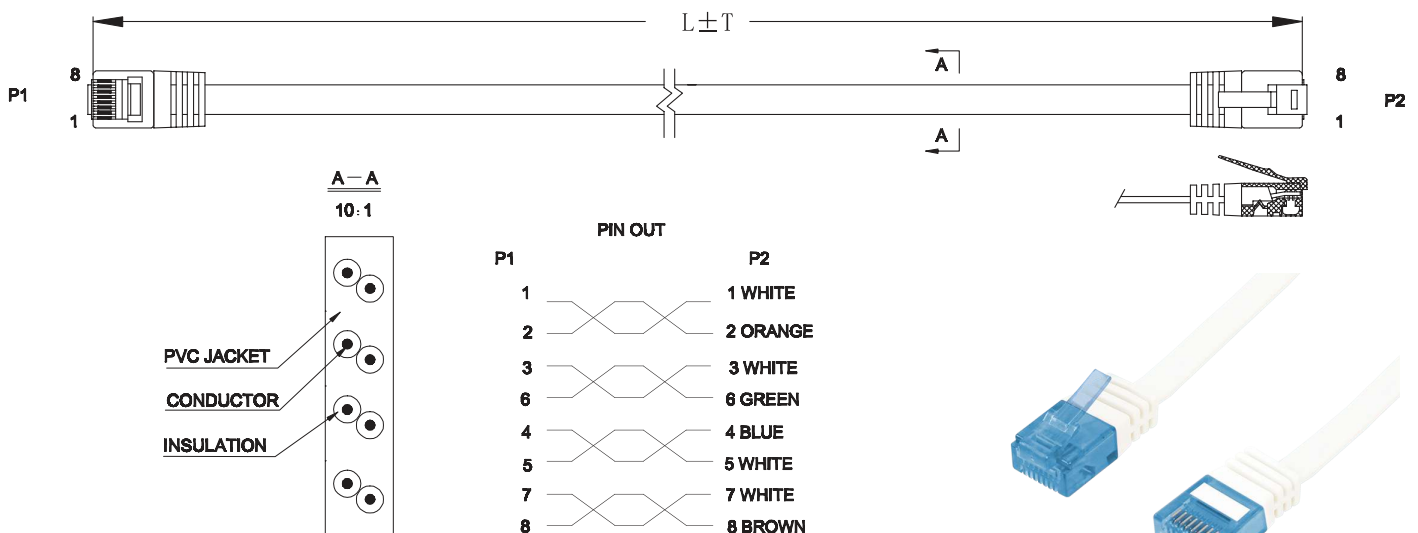 L±T
8
P1
1
A
A
8
P2
1
A—A
10:1
PVC JACKET
CONDUCTOR
INSULATION
PIN OUT
P1 P2
1 1 WHITE
2 2 ORANGE
3 3 WHITE
6 6 GREEN
4 4 BLUE
5 5 WHITE
7 7 WHITE
8 8 BROWN